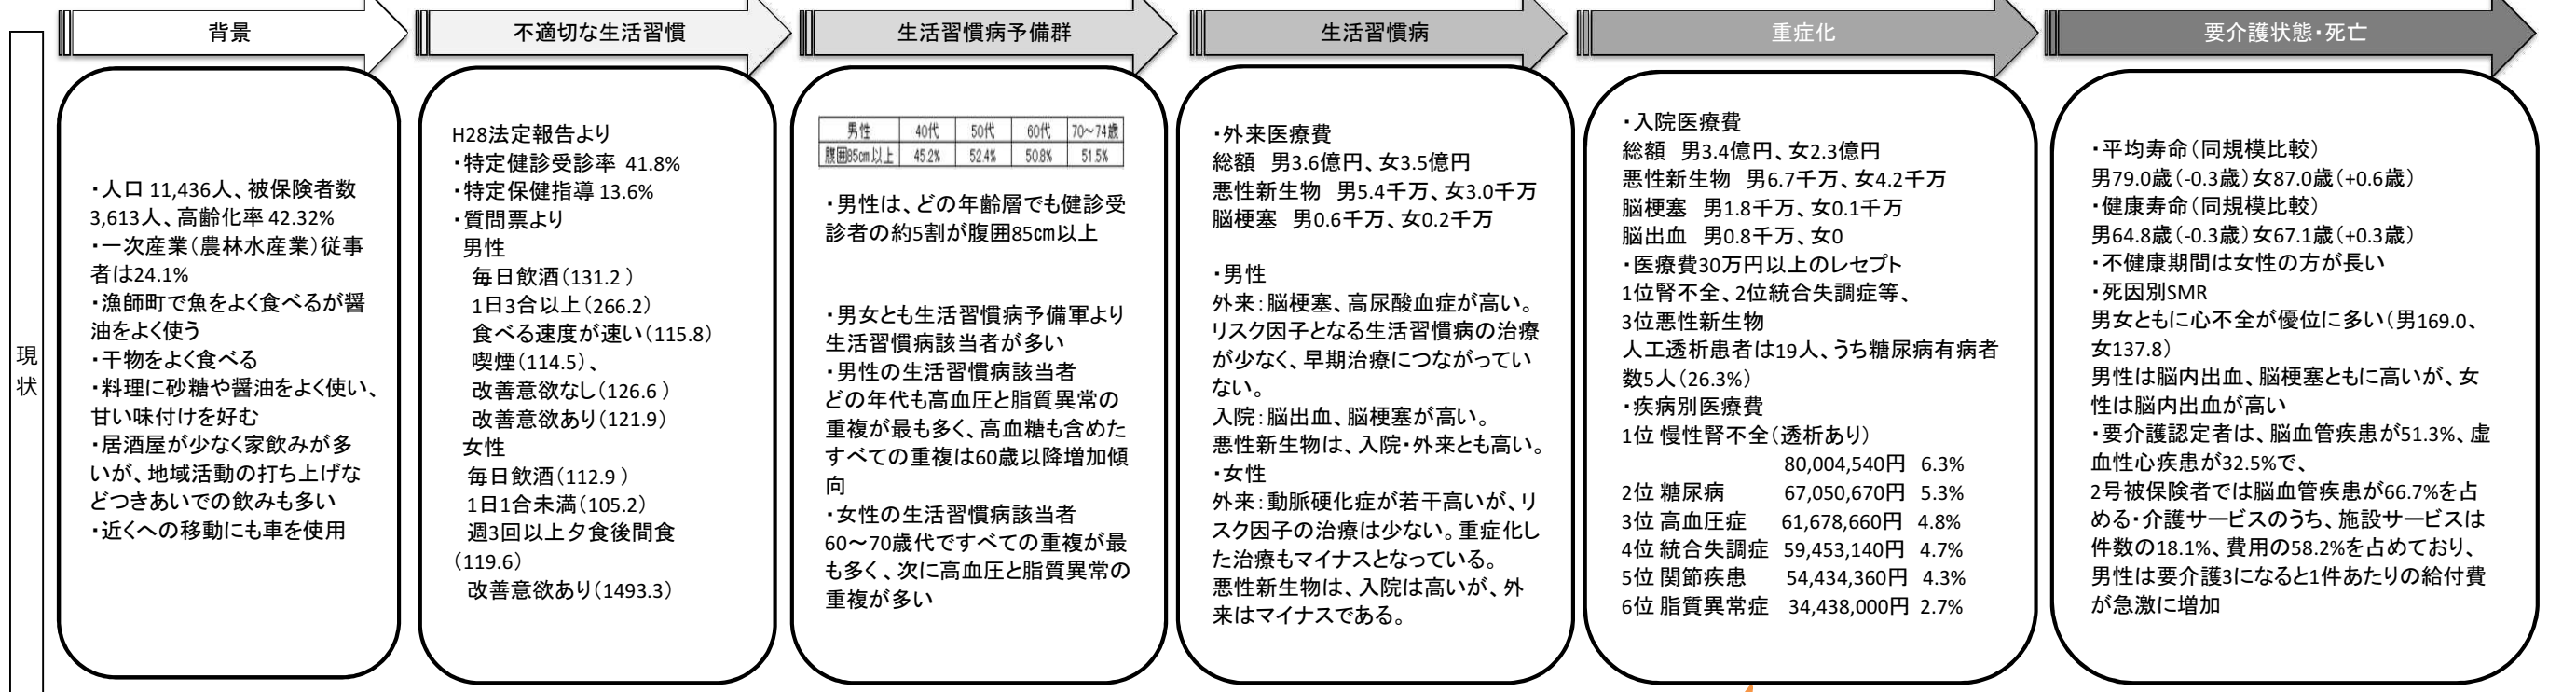 現状
背景
・人口 11,436人、被保険者数
3,613人、高齢化率 42.32%
・一次産業(農林水産業)従事
者は24.1%
・漁師町で魚をよく食べるが醤
油をよく使う
・干物をよく食べる
・料理に砂糖や醤油をよく使い、
甘い味付けを好む
・居酒屋が少なく家飲みが多
いが、地域活動の打ち上げな
どつきあいでの飲みも多い
・近くへの移動にも車を使用
不適切な生活習慣
H28法定報告より
・特定健診受診率 41.8%
・特定保健指導 13.6%
・質問票より
男性
毎日飲酒(131.2 )
1日3合以上(266.2)
食べる速度が速い(115.8)
喫煙(114.5)、
改善意欲なし(126.6 )
改善意欲あり(121.9)
女性
毎日飲酒(112.9 )
1日1合未満(105.2)
週3回以上夕食後間食
(119.6)
改善意欲あり(1493.3)
生活習慣病予備群
男性 40代 50代 60代 70～74歳
腹囲85cm以上 45.2% 52.4% 50.8% 51.5%
・男性は、どの年齢層でも健診受
診者の約5割が腹囲85㎝以上
・男女とも生活習慣病予備軍より
生活習慣病該当者が多い
・男性の生活習慣病該当者
どの年代も高血圧と脂質異常の
重複が最も多く、高血糖も含めた
すべての重複は60歳以降増加傾
向
・女性の生活習慣病該当者
60～70歳代ですべての重複が最
も多く、次に高血圧と脂質異常の
重複が多い
生活習慣病
・外来医療費
総額 男3.6億円、女3.5億円
悪性新生物 男5.4千万、女3.0千万
脳梗塞 男0.6千万、女0.2千万
・男性
外来:脳梗塞、高尿酸血症が高い。
リスク因子となる生活習慣病の治療
が少なく、早期治療につながってい
ない。
入院:脳出血、脳梗塞が高い。
悪性新生物は、入院・外来とも高い。
・女性
外来:動脈硬化症が若干高いが、リ
スク因子の治療は少ない。重症化し
た治療もマイナスとなっている。
悪性新生物は、入院は高いが、外
来はマイナスである。
重症化
・入院医療費
総額 男3.4億円、女2.3億円
悪性新生物 男6.7千万、女4.2千万
脳梗塞 男1.8千万、女0.1千万
脳出血 男0.8千万、女0
・医療費30万円以上のレセプト
1位腎不全、2位統合失調症等、
3位悪性新生物
人工透析患者は19人、うち糖尿病有病者
数5人(26.3%)
・疾病別医療費
1位 慢性腎不全(透析あり)
80,004,540円 6.3%
2位 糖尿病 67,050,670円 5.3%
3位 高血圧症 61,678,660円 4.8%
4位 統合失調症 59,453,140円 4.7%
5位 関節疾患 54,434,360円 4.3%
6位 脂質異常症 34,438,000円 2.7%
要介護状態・死亡
・平均寿命(同規模比較)
男79.0歳(-0.3歳)女87.0歳(+0.6歳)
・健康寿命(同規模比較)
男64.8歳(-0.3歳)女67.1歳(+0.3歳)
・不健康期間は女性の方が長い
・死因別SMR
男女ともに心不全が優位に多い(男169.0、
女137.8)
男性は脳内出血、脳梗塞ともに高いが、女
性は脳内出血が高い
・要介護認定者は、脳血管疾患が51.3%、虚
血性心疾患が32.5%で、
2号被保険者では脳血管疾患が66.7%を占
める・介護サービスのうち、施設サービスは
件数の18.1%、費用の58.2%を占めており、
男性は要介護3になると1件あたりの給付費
が急激に増加